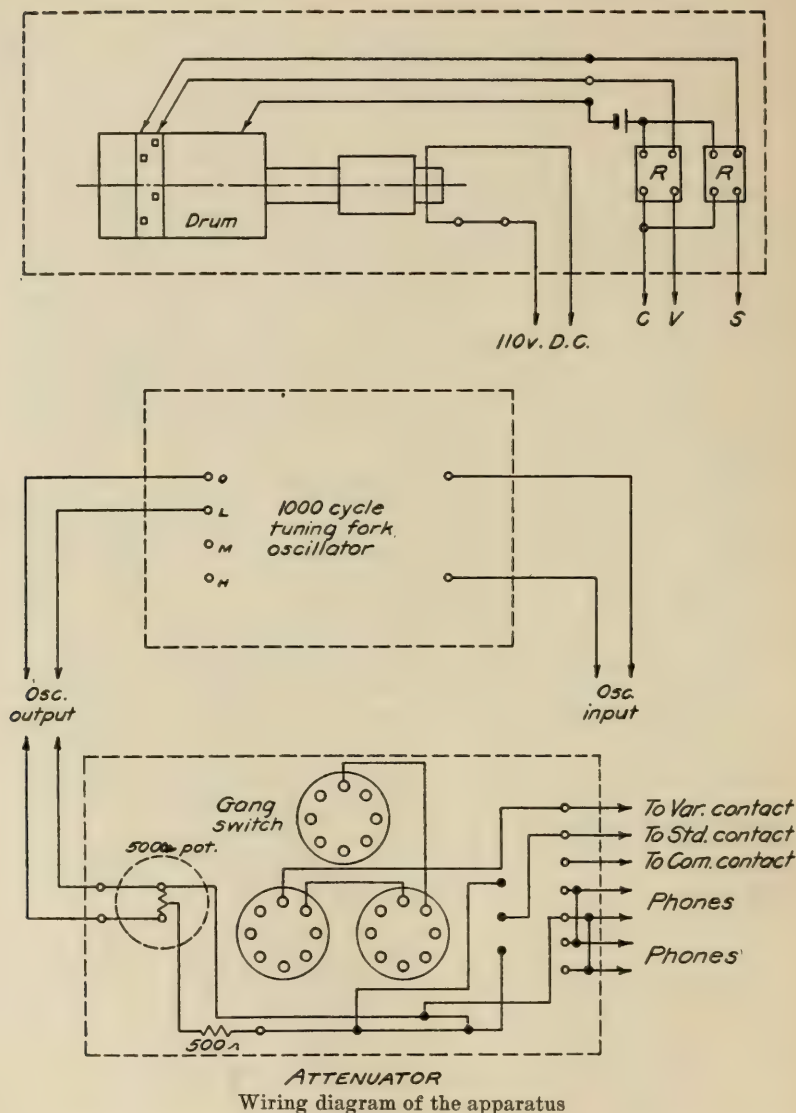 Drum
R
R
110v. D.C.
C
V
S
O
L
M
H
1000 cycle
tuning fork
oscillator
Osc.
output
Osc.
input
Gang
switch
500ω pot.
500ω
To Var. contact
To Std. contact
To Com. contact
Phones
Phones
ATTENUATOR
Wiring diagram of the apparatus